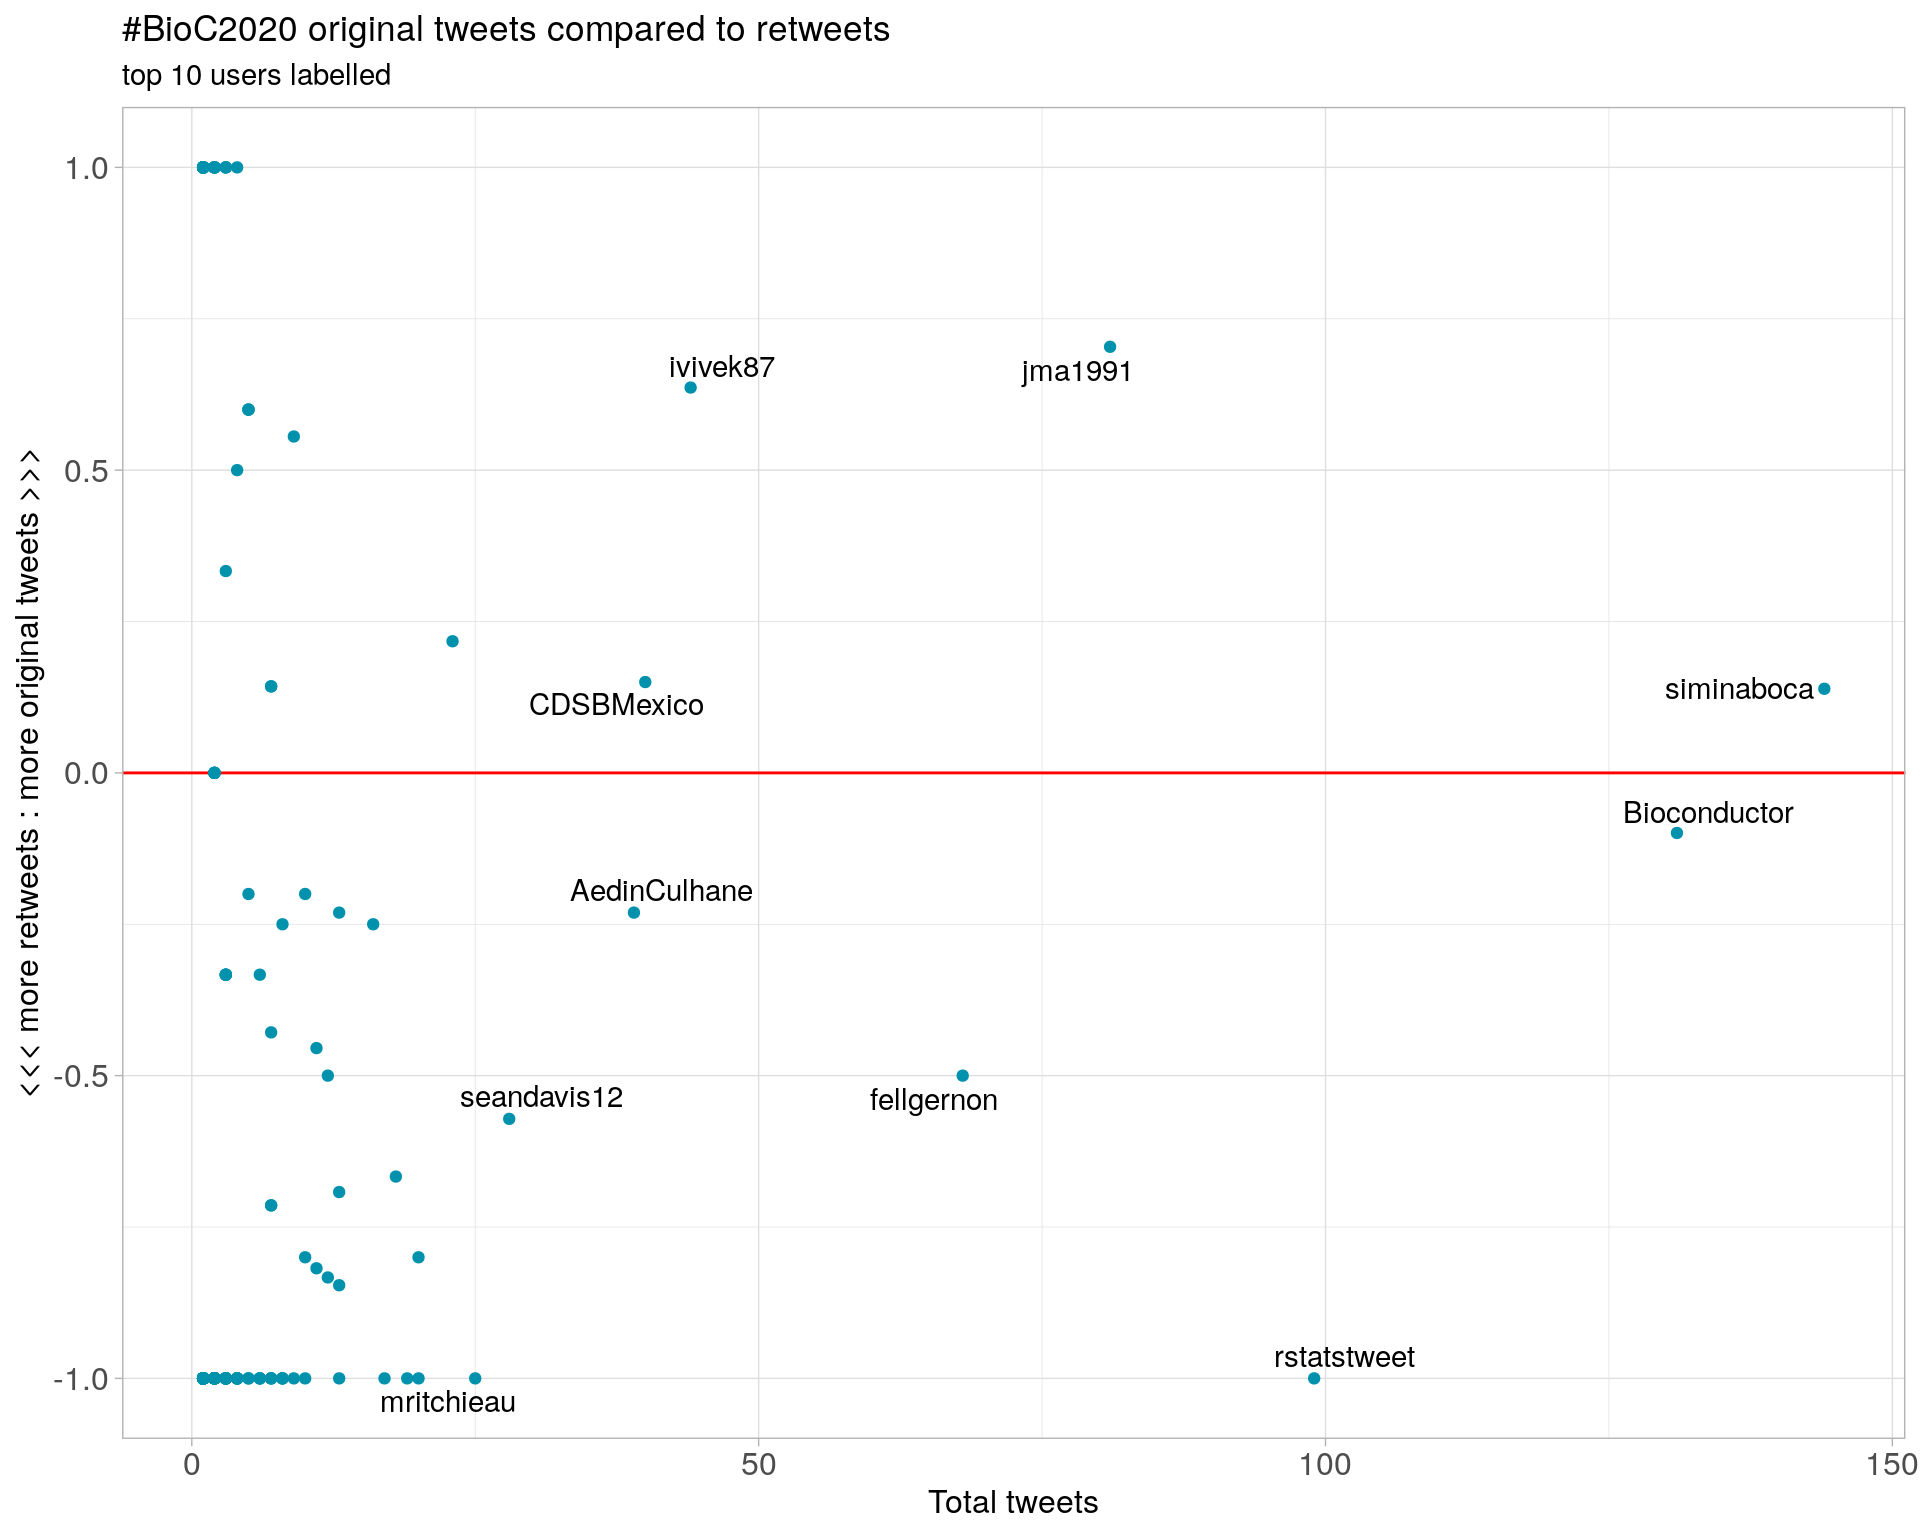 #BioC2020 original tweets compared to retweets
top 10 users labelled
<<< more retweets : more original tweets >>>
1.0
0.5
0.0
-0.5
-1.0
ivivek87
jma1991
CDSBMexico
siminaboca
Bioconductor
AedinCulhane
seandavis12
fellgernon
rstatstweet
mritchieau
0
50
100
150
Total tweets